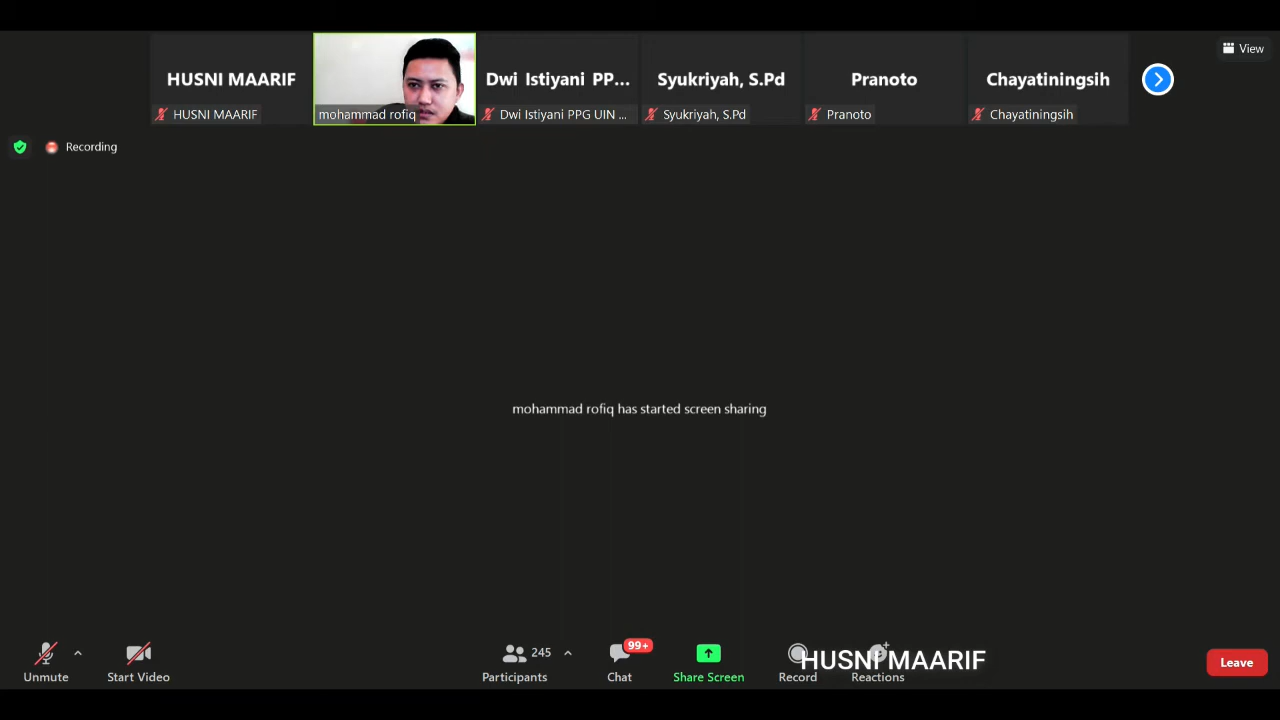 HUSNI MAARIF
Dwi Istiyani PP...
Syukriyah, S.Pd
Pranoto
Chayatiningsih
View
HUSNI MAARIF
mohammad rofiq
Dwi Istiyani PPG UIN ...
Syukriyah, S.Pd
Pranoto
Chayatiningsih
Recording
mohammad rofiq has started screen sharing
245
99+
HUSNI MAARIF
Unmute
Start Video
Participants
Chat
Share Screen
Record
Reactions
Leave